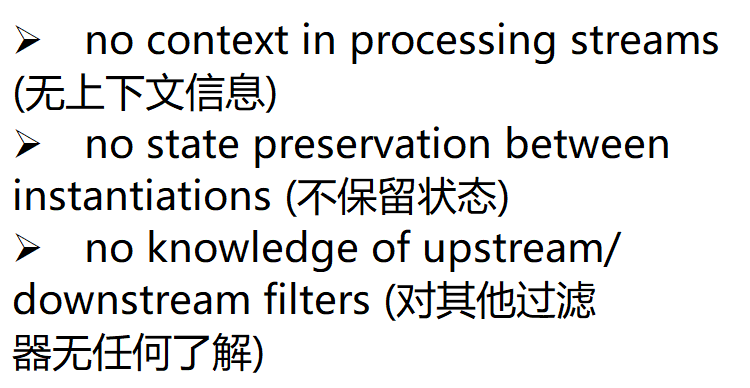 ➢ no context in processing streams
(无上下文信息)
➢ no state preservation between
instantiations (不保留状态)
➢ no knowledge of upstream/
downstream filters (对其他过滤
器无任何了解)